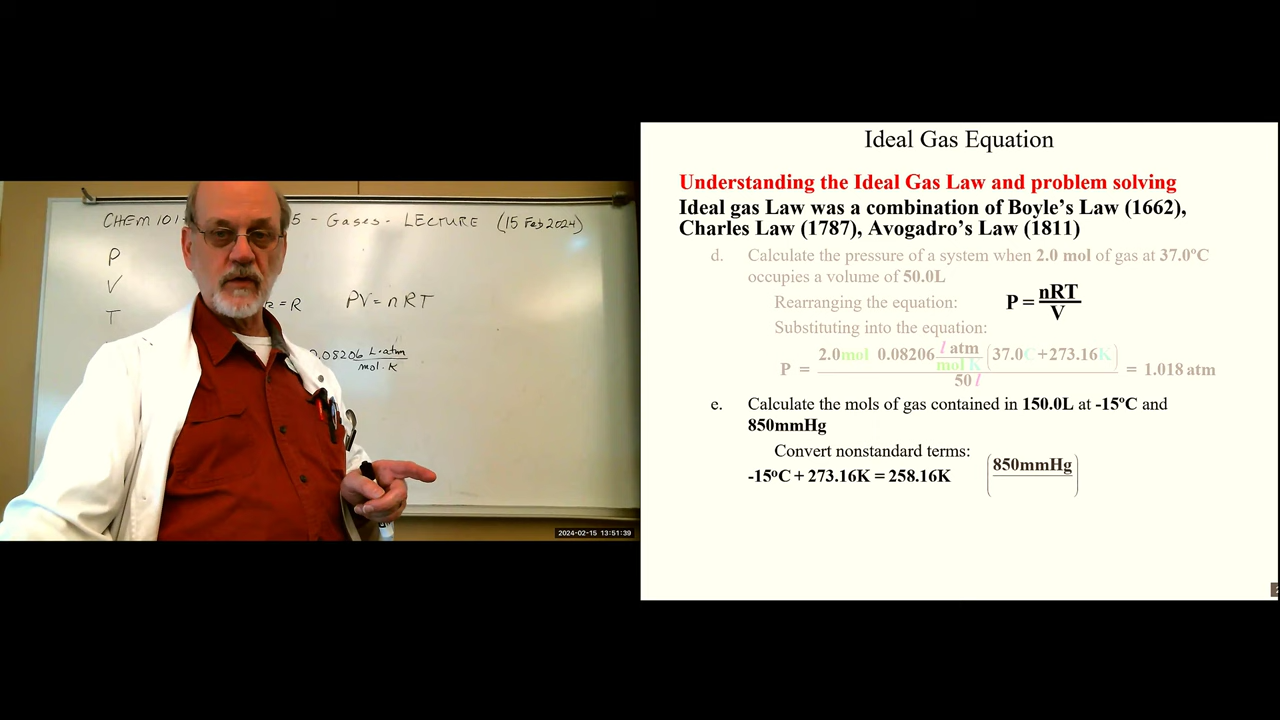 CHEM 101
5 - Gases - LECTURE (15 Feb 2024)
P
V
T
= R
PV = nRT
0.08206 L·atm
mol·K
2024-02-15 13:51:39
Ideal Gas Equation
Understanding the Ideal Gas Law and problem solving
Ideal gas Law was a combination of Boyle’s Law (1662),
Charles Law (1787), Avogadro’s Law (1811)
d. Calculate the pressure of a system when 2.0 mol of gas at 37.0ºC
occupies a volume of 50.0L
Rearranging the equation:
P = nRT
V
Substituting into the equation:
P = 2.0mol 0.08206 l atm (37.0C +273.16K) = 1.018 atm
mol K
50 l
e. Calculate the mols of gas contained in 150.0L at -15ºC and
850mmHg
Convert nonstandard terms:
-15ºC + 273.16K = 258.16K
(850mmHg)